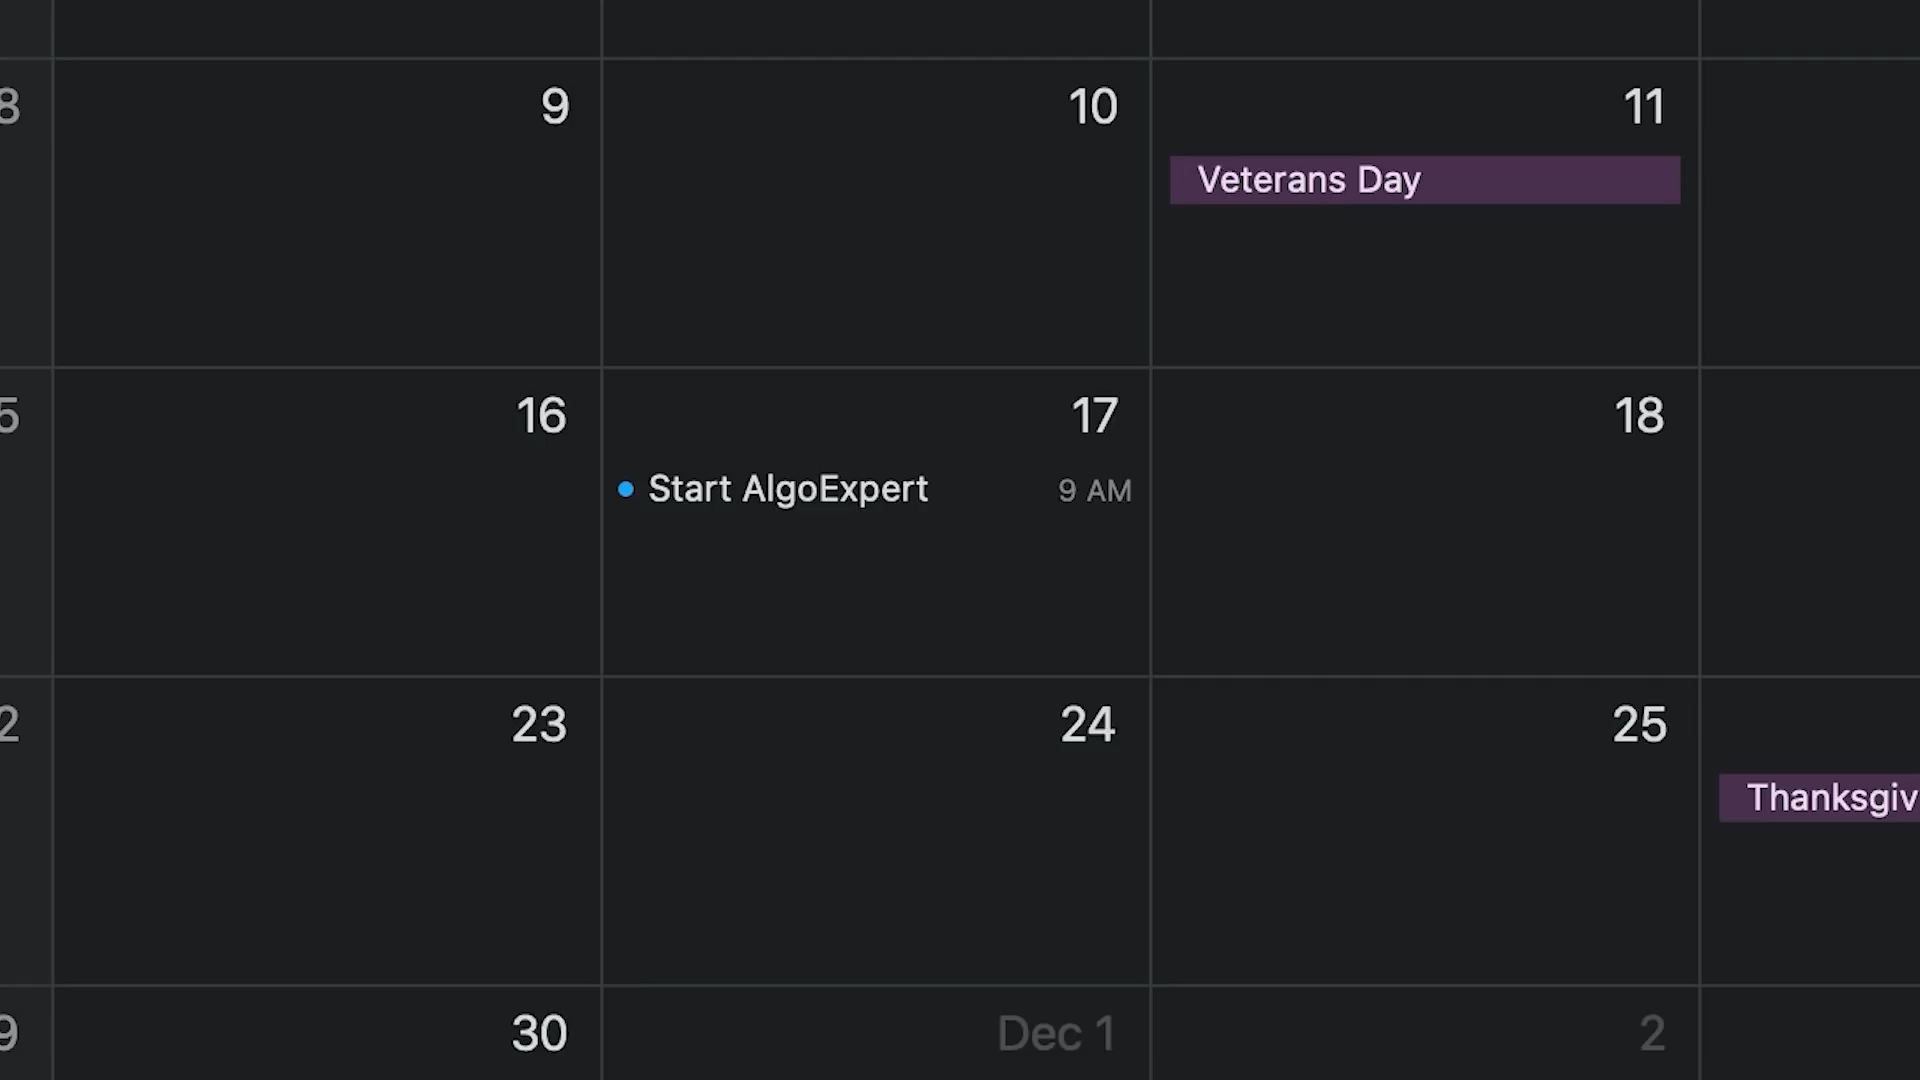 8 9 10 11
Veterans Day
5 16 17 18
Start AlgoExpert 9 AM
2 23 24 25
Thanksgiv
9 30 Dec 1 2